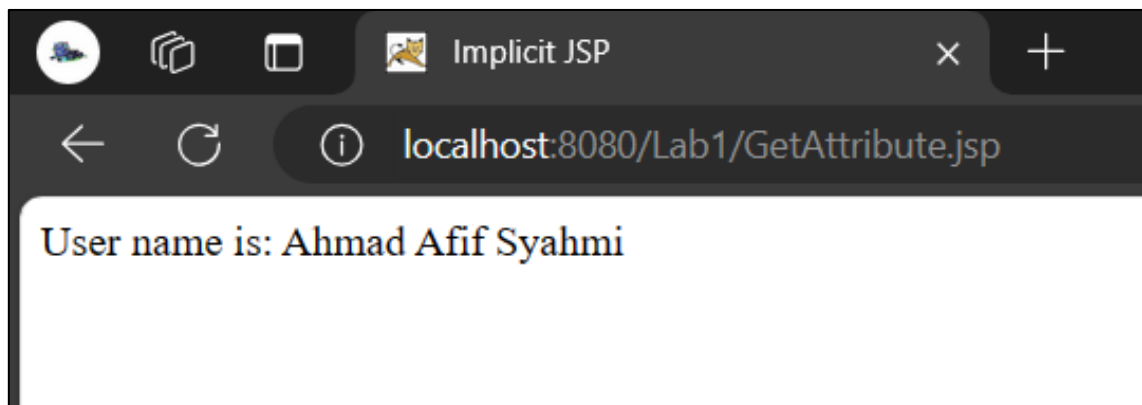 Implicit JSP
localhost:8080/Lab1/GetAttribute.jsp
User name is: Ahmad Afif Syahmi